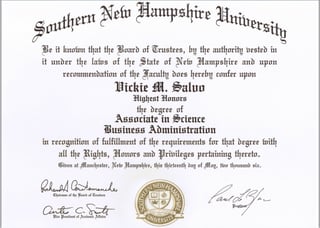 Southern New Hampshire University
Be it known that the Board of Trustees, by the authority vested in
it under the laws of the State of New Hampshire and upon
recommendation of the Faculty does hereby confer upon
Vickie M. Salvo
Highest Honors
the degree of
Associate in Science
Business Administration
in recognition of fulfillment of the requirements for that degree with
all the Rights, Honors and Privileges pertaining thereto.
Given at Manchester, New Hampshire, this thirteenth day of May, two thousand six.
Chairman of the Board of Trustees
President
Vice President of Academic Affairs
UNIVERSITY